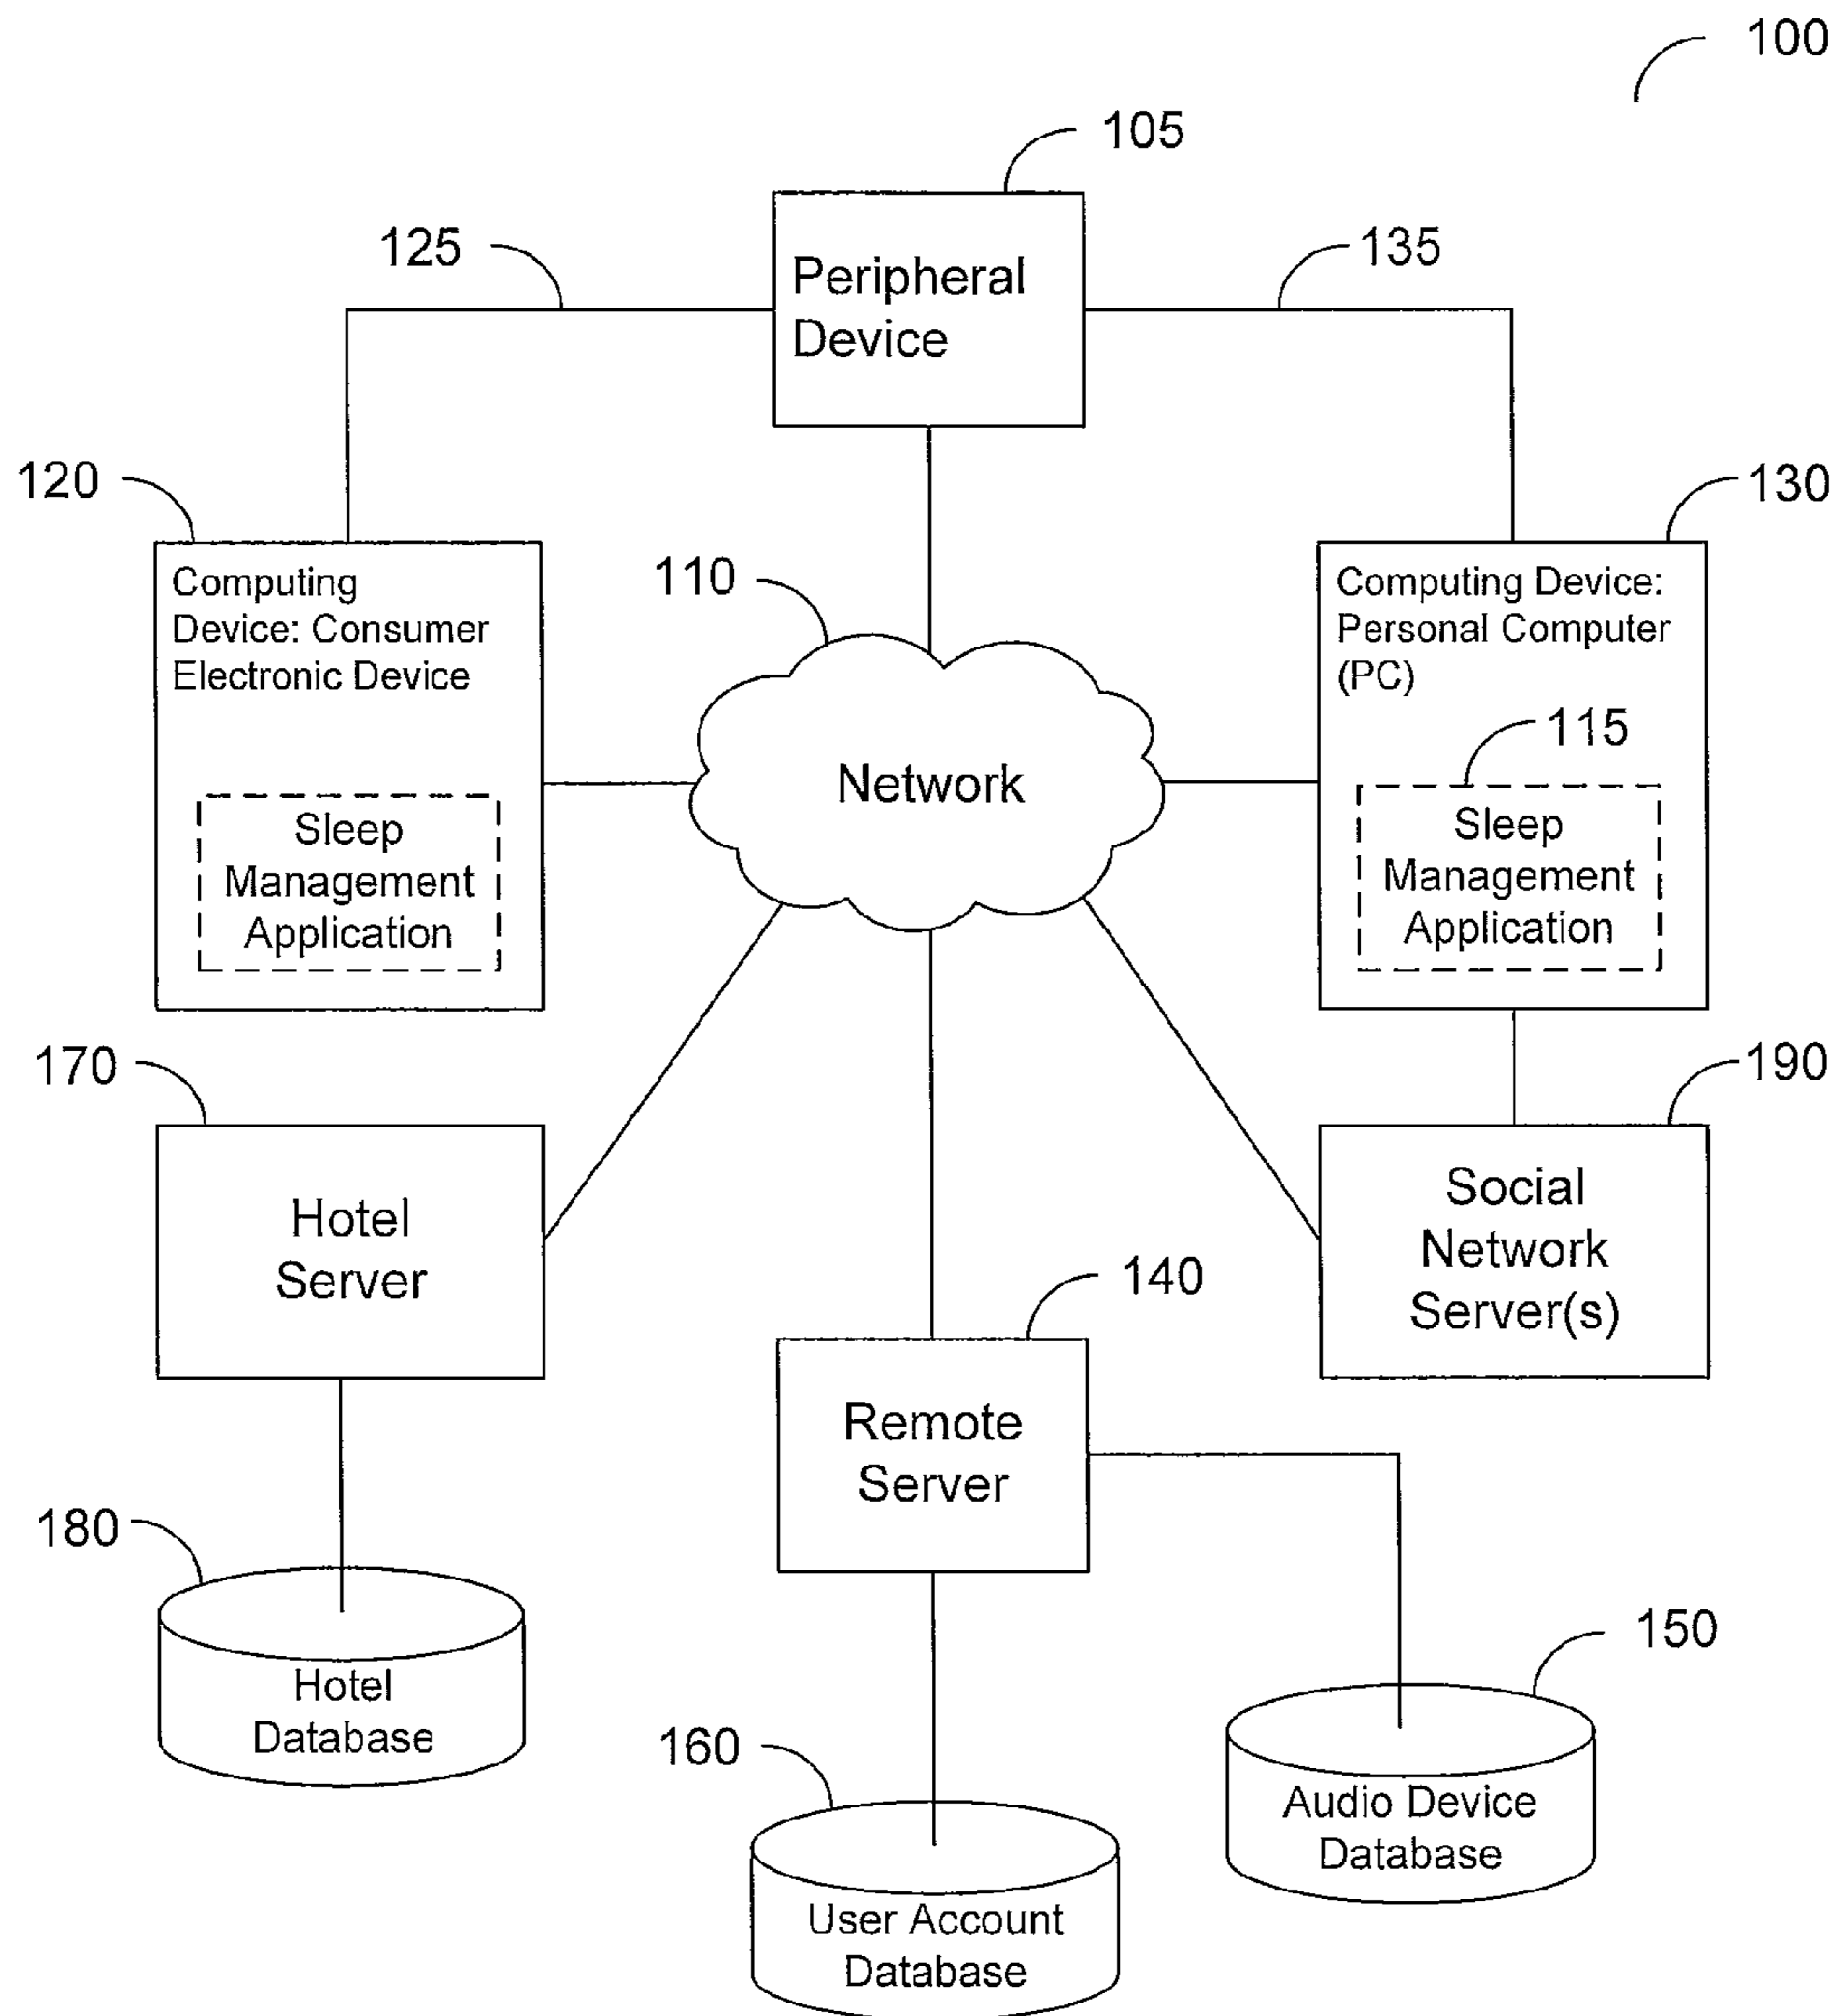 100
105
125
Peripheral
Device
135
120
130
Computing
Device: Consumer
Electronic Device
110
Computing Device:
Personal Computer
(PC)
115
Network
Sleep
Management
Application
Sleep
Management
Application
170
190
Hotel
Server
Social
Network
Server(s)
140
Remote
Server
180
150
Hotel
Database
160
Audio Device
Database
User Account
Database